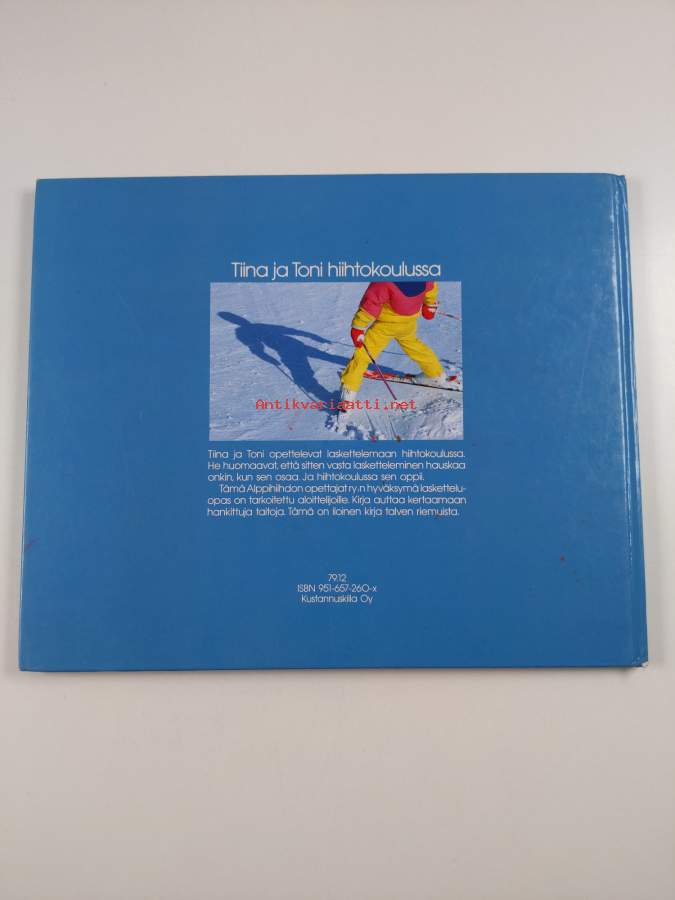 Tiina ja Toni hiihtokoulussa
Antikvariaatti.net
Tiina ja Toni opettelevat laskettelemaan hiihtokoulussa.
He huomaavat, että sitten vasta lasketteleminen hauskaa
onkin, kun sen osaa. Ja hiihtokoulussa sen oppii.
Tämä Alppihiihdon opettajat ry:n hyväksymä laskettelu-
opas on tarkoitettu aloittelijoille. Kirja auttaa kertaamaan
hankittuja taitoja. Tämä on iloinen kirja talven riemuista.
79.12
ISBN 951-657-260-x
Kustannuskiila Oy